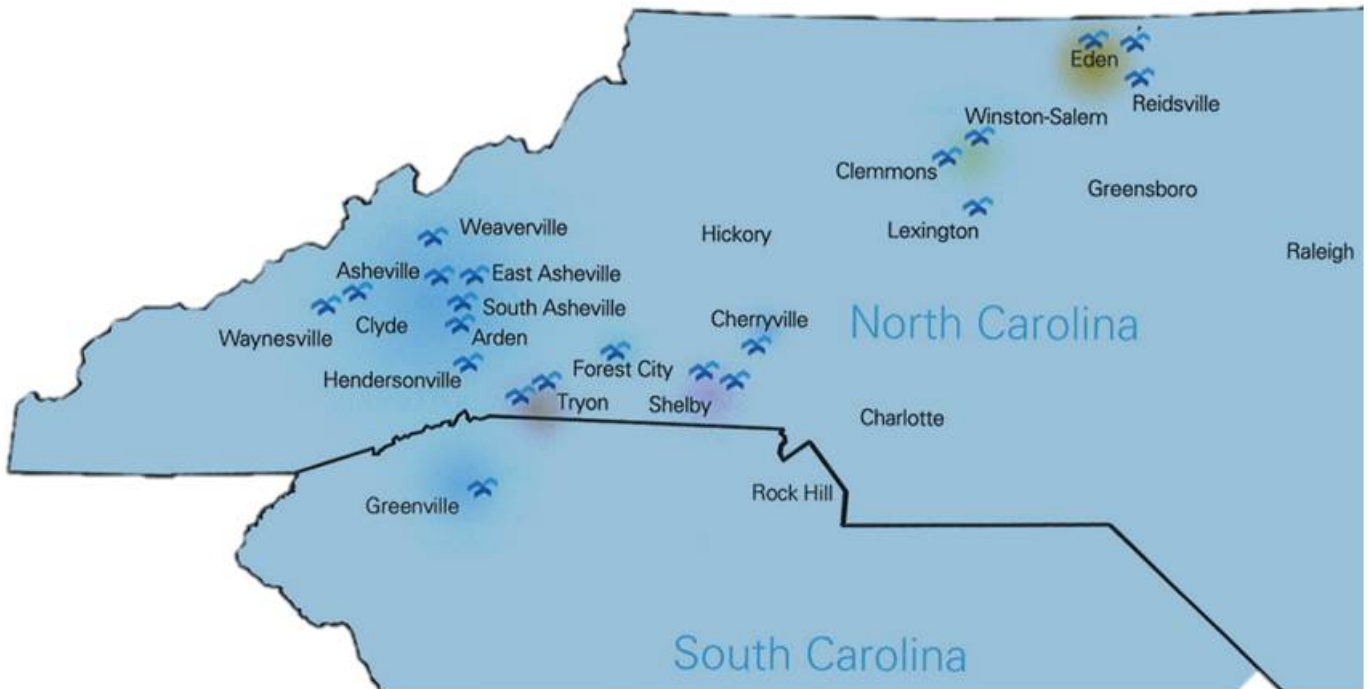 Eden
Reidsville
Winston-Salem
Clemmons
Greensboro
Weaverville
Hickory
Lexington
Raleigh
Asheville
East Asheville
South Asheville
Waynesville
Clyde
Arden
Cherryville
North Carolina
Hendersonville
Forest City
Tryon
Shelby
Charlotte
Greenville
Rock Hill
South Carolina